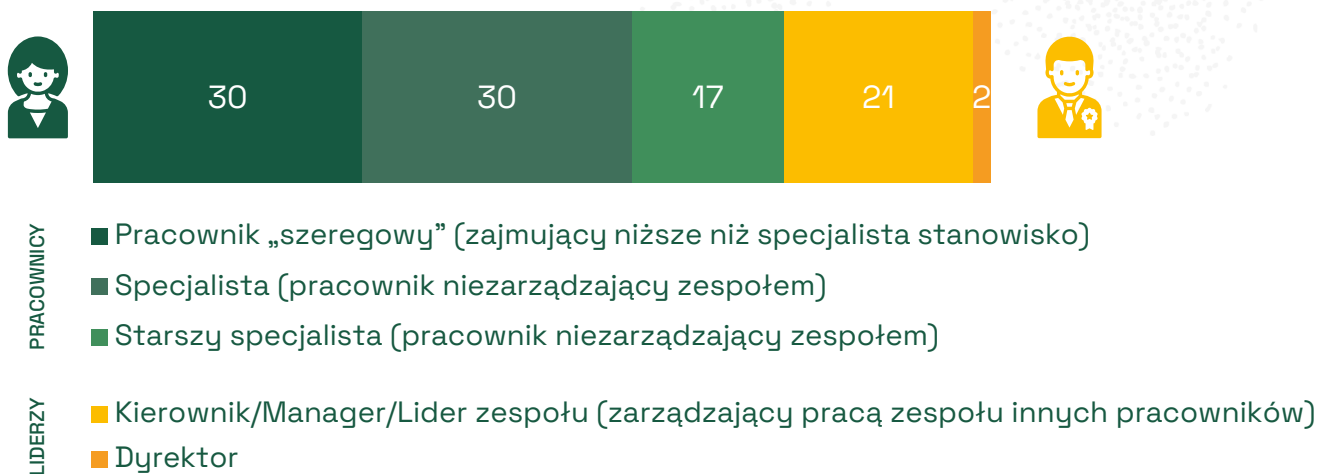 30 30 17 21 2
PRACOWNICY
Pracownik „szeregowy” (zajmujący niższe niż specjalista stanowisko)
Specjalista (pracownik niezarządzający zespołem)
Starszy specjalista (pracownik niezarządzający zespołem)
LIDERZY
Kierownik/Manager/Lider zespołu (zarządzający pracą zespołu innych pracowników)
Dyrektor